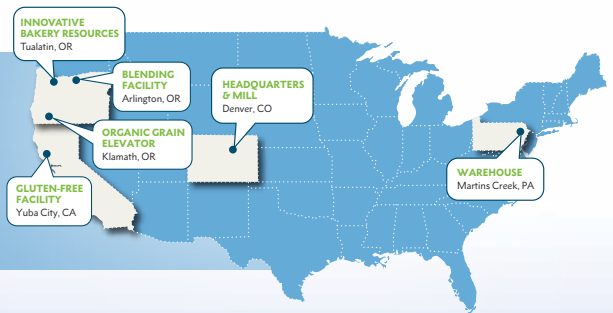 INNOVATIVE
BAKERY RESOURCES
Tualatin, OR
BLENDING
FACILITY
Arlington, OR
HEADQUARTERS
& MILL
Denver, CO
ORGANIC GRAIN
ELEVATOR
Klamath, OR
WAREHOUSE
Martins Creek, PA
GLUTEN-FREE
FACILITY
Yuba City, CA